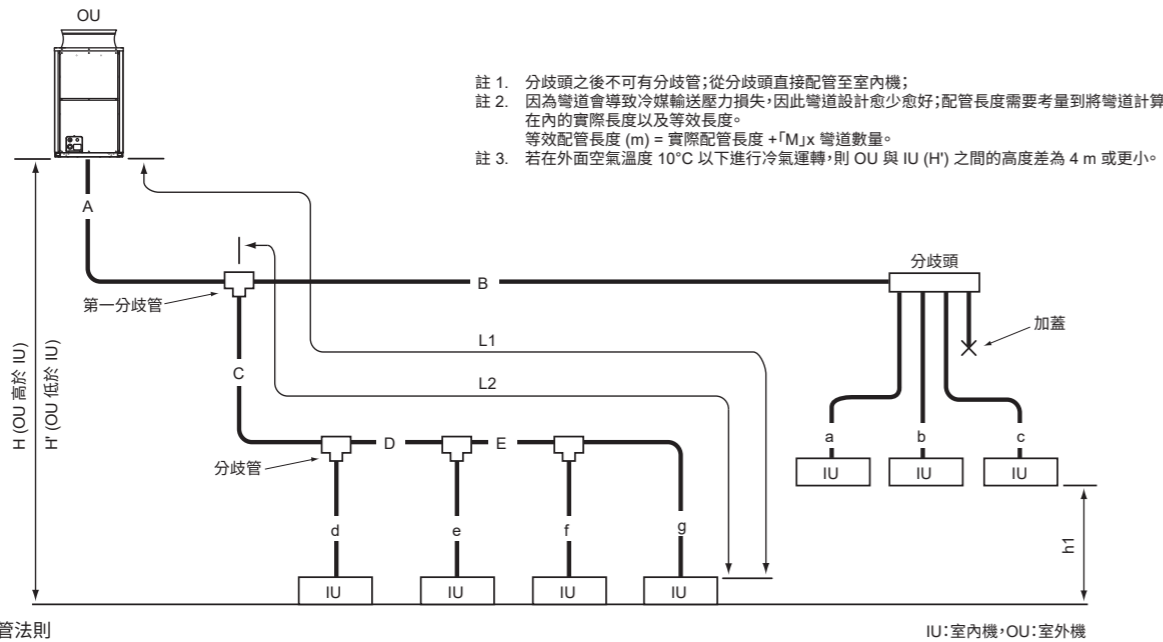 OU
註 1. 分歧頭之後不可有分歧管;從分歧頭直接配管至室內機;
註 2. 因為彎道會導致冷媒輸送壓力損失,因此彎道設計愈少愈好;配管長度需要考量到將彎道計算
在內的實際長度以及等效長度。
等效配管長度 (m) = 實際配管長度 +「M」x 彎道數量。
註 3. 若在外面空氣溫度 10°C 以下進行冷氣運轉,則 OU 與 IU (H') 之間的高度差為 4 m 或更小。
A
分歧頭
B
第一分歧管
加蓋
H (OU 高於 IU)
H' (OU 低於 IU)
L1
C
L2
a
b
c
D
E
分歧管
IU
IU
IU
d
e
f
g
h1
IU
IU
IU
IU
管法則
IU:室內機,OU:室外機